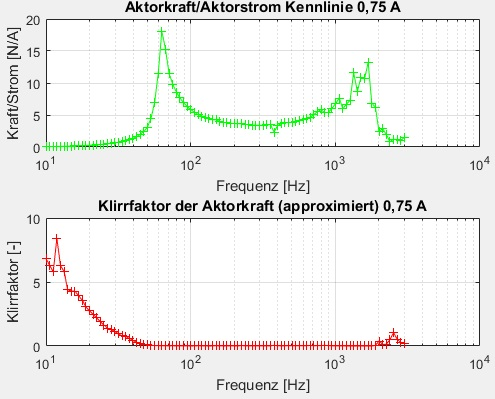 Aktorkraft/Aktorstrom Kennlinie 0,75 A
Kraft/Strom [N/A]
20
15
10
5
0
10^1
10^2
10^3
10^4
Frequenz [Hz]
Klirrfaktor der Aktorkraft (approximiert) 0,75 A
Klirrfaktor [-]
10
5
0
10^1
10^2
10^3
10^4
Frequenz [Hz]